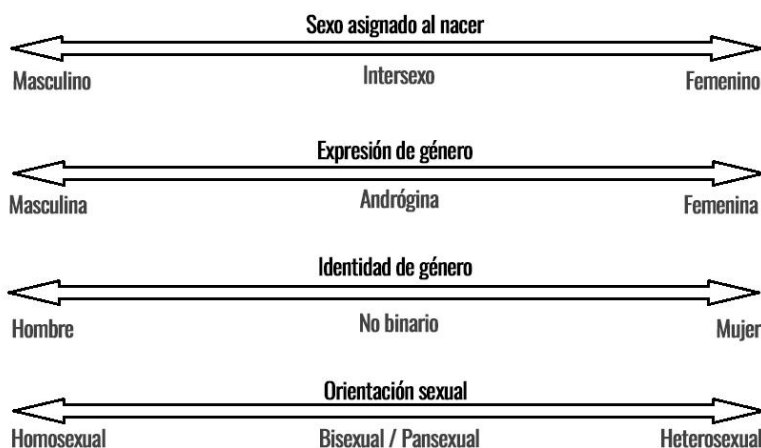 Sexo asignado al nacer
Masculino Intersexo Femenino
Expresión de género
Masculina Andrógina Femenina
Identidad de género
Hombre No binario Mujer
Orientación sexual
Homosexual Bisexual / Pansexual Heterosexual